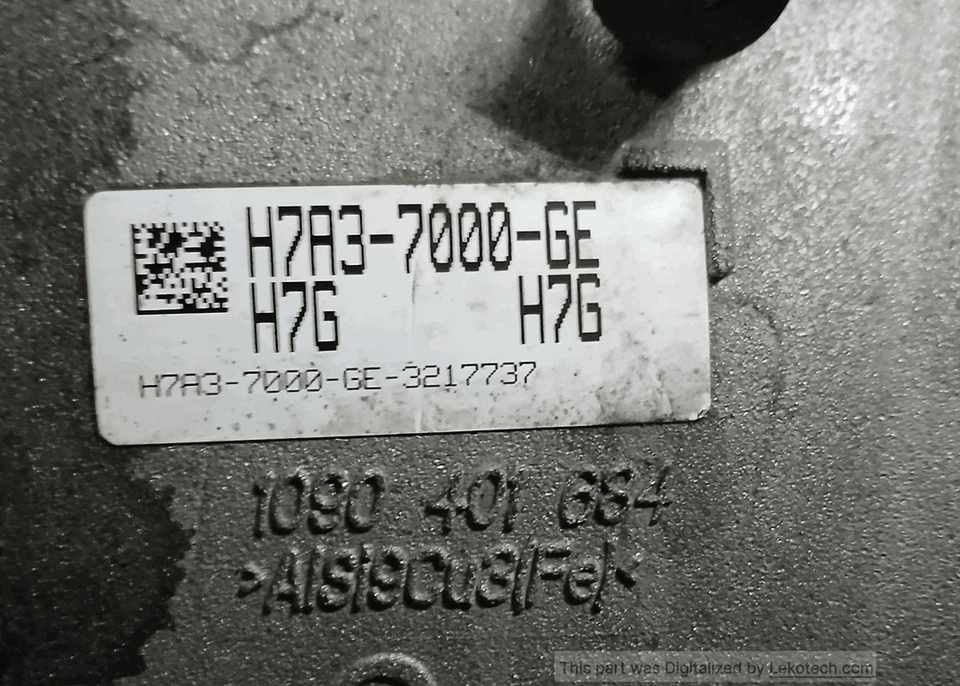 H7A3-7000-GE
H7G H7G
H7A3-7000-GE-3217737
1090 401 684
>AlSi9Cu3(Fe)<
This part was Digitalized by Lekotech.com